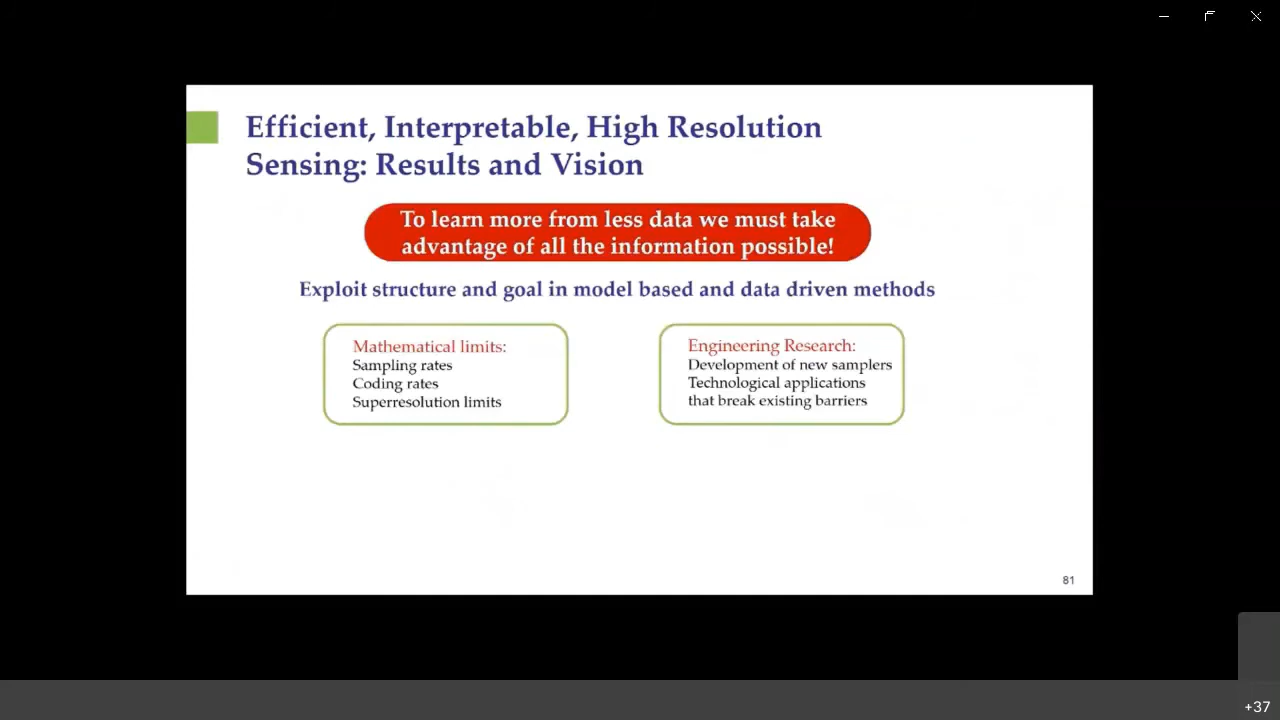 Efficient, Interpretable, High Resolution
Sensing: Results and Vision
To learn more from less data we must take
advantage of all the information possible!
Exploit structure and goal in model based and data driven methods
Mathematical limits:
Sampling rates
Coding rates
Superresolution limits
Engineering Research:
Development of new samplers
Technological applications
that break existing barriers
81
+37